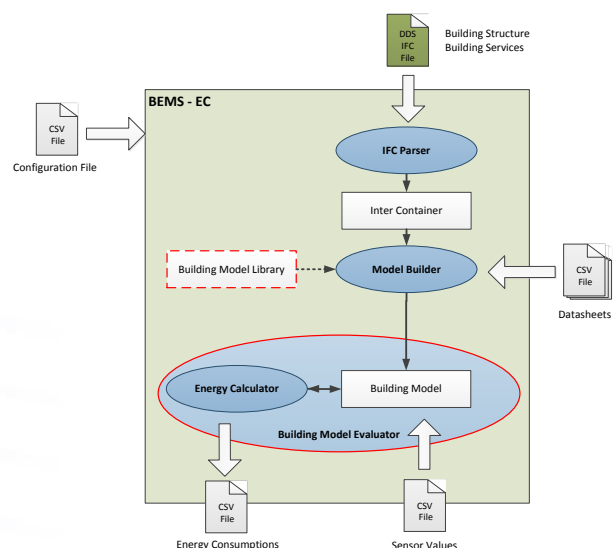 DDS
IFC
File
Building Structure
Building Services
BEMS - EC
CSV
File
Configuration File
IFC Parser
Inter Container
Building Model Library
Model Builder
CSV
File
Datasheets
Energy Calculator
Building Model
Building Model Evaluator
CSV
File
Energy Consumptions
CSV
File
Sensor Values